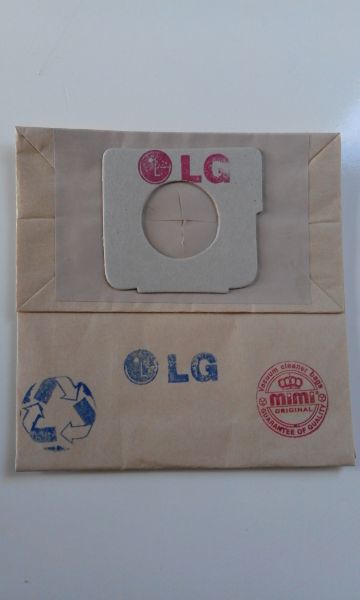 LG
LG
Vacuum cleaner bags
mimi
ORIGINAL
GUARANTEE OF QUALITY